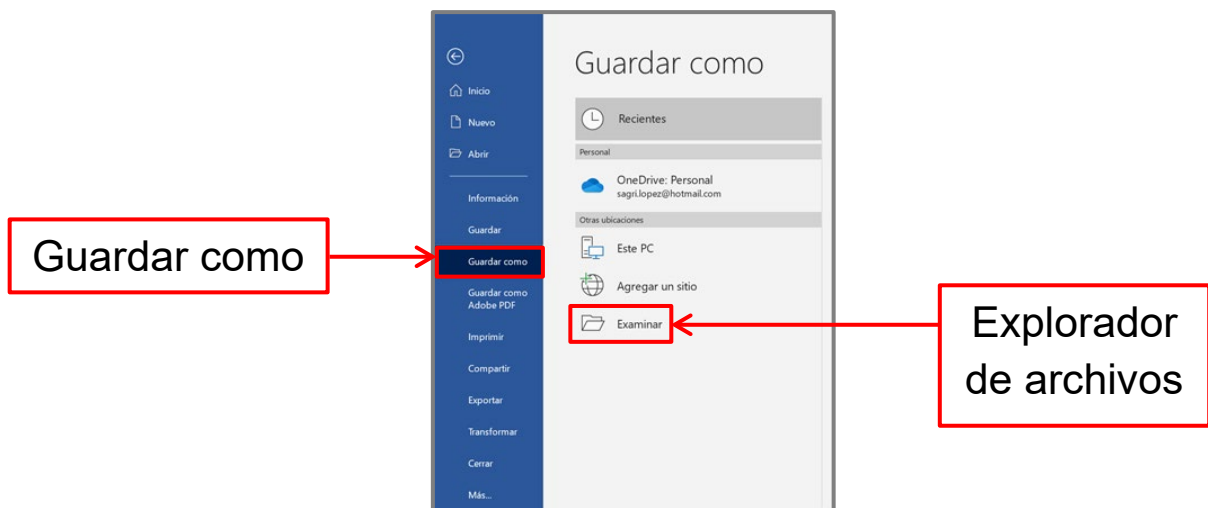 Guardar como
Inicio
Nuevo
Abrir
Información
Guardar
Guardar como
Guardar como
Adobe PDF
Imprimir
Compartir
Exportar
Transformar
Cerrar
Más...
Guardar como
Recientes
Personal
OneDrive: Personal
sagri.lopez@hotmail.com
Otras ubicaciones
Este PC
Agregar un sitio
Examinar
Explorador
de archivos